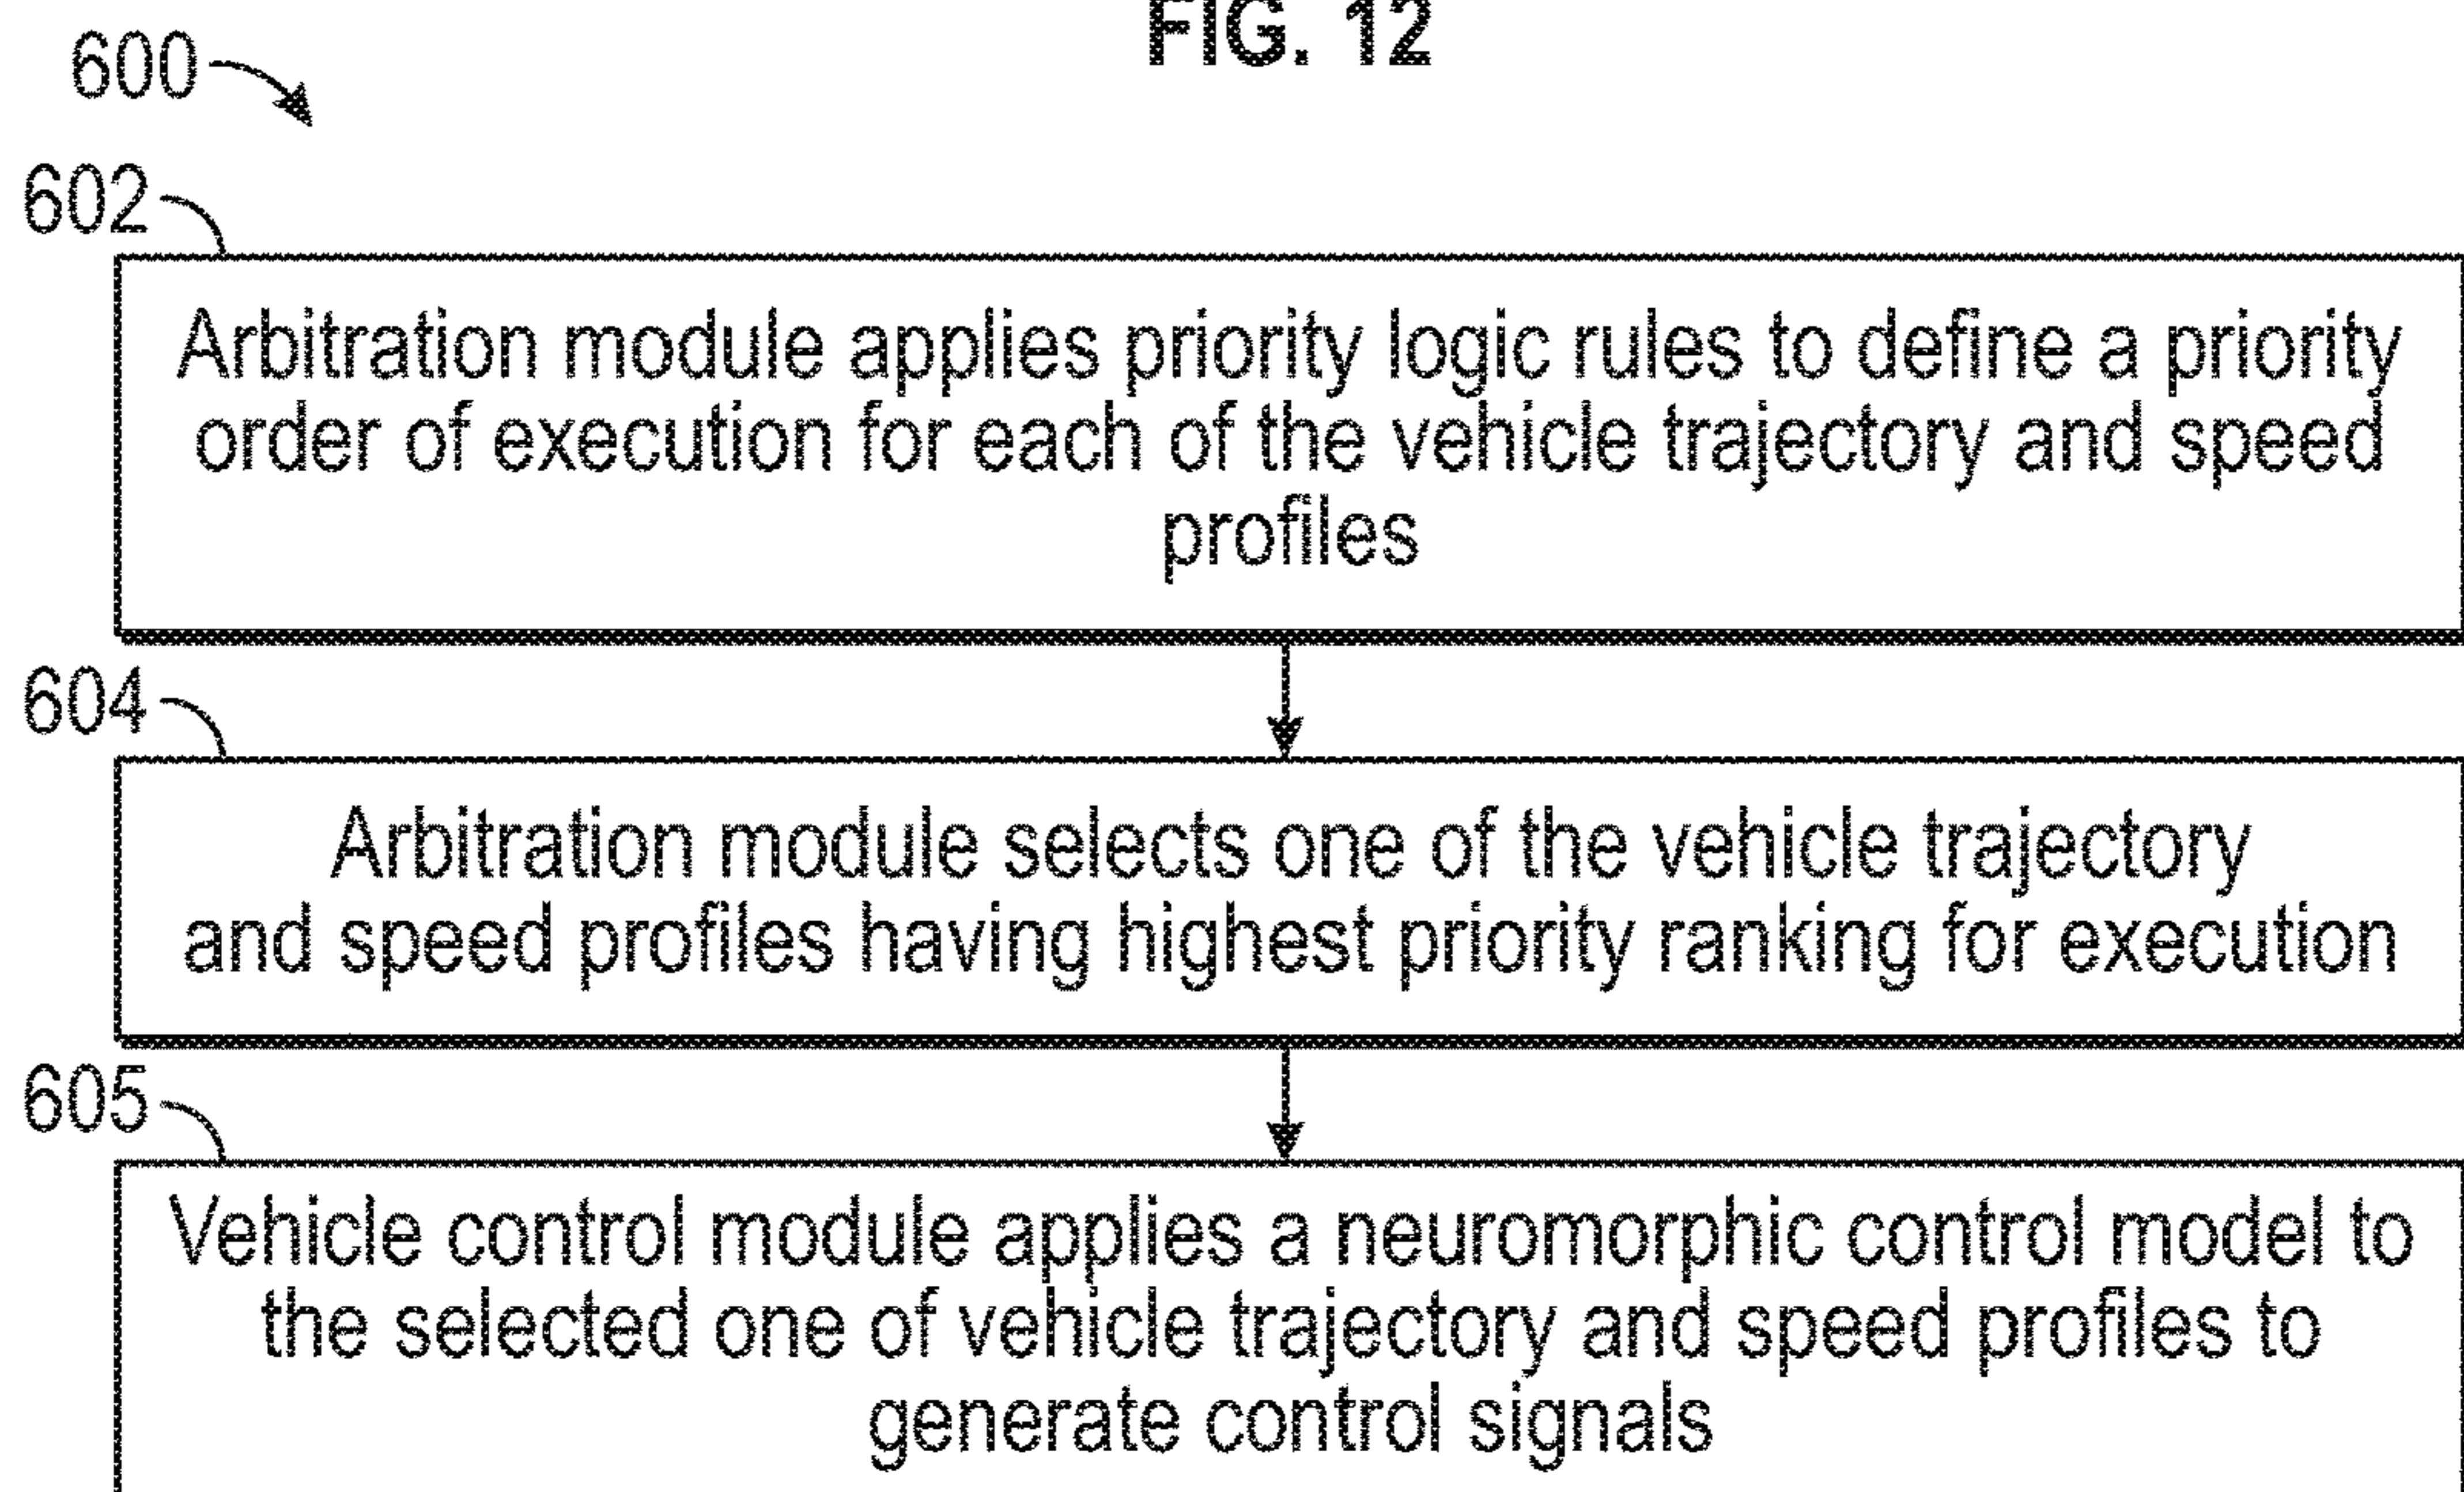 FIG. 12
600
602
Arbitration module applies priority logic rules to define a priority
order of execution for each of the vehicle trajectory and speed
profiles
604
Arbitration module selects one of the vehicle trajectory
and speed profiles having highest priority ranking for execution
605
Vehicle control module applies a neuromorphic control model to
the selected one of vehicle trajectory and speed profiles to
generate control signals